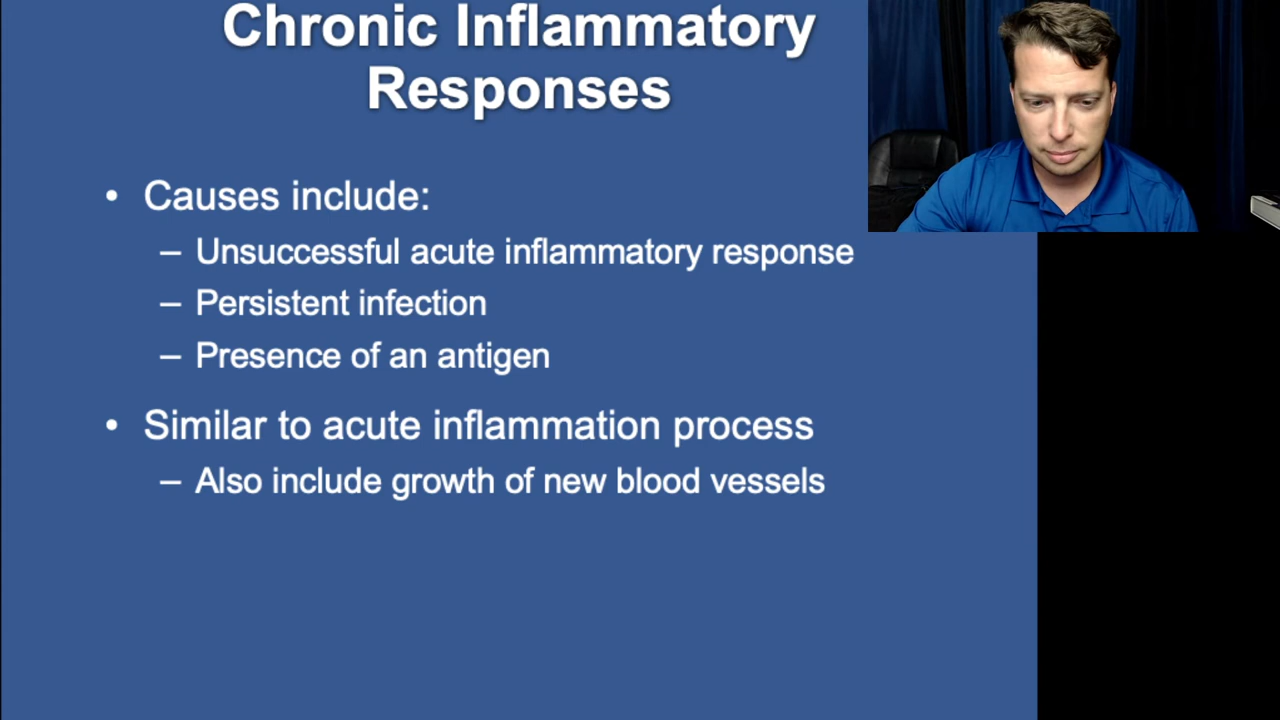 Chronic Inflammatory
Responses
• Causes include:
– Unsuccessful acute inflammatory response
– Persistent infection
– Presence of an antigen
• Similar to acute inflammation process
– Also include growth of new blood vessels